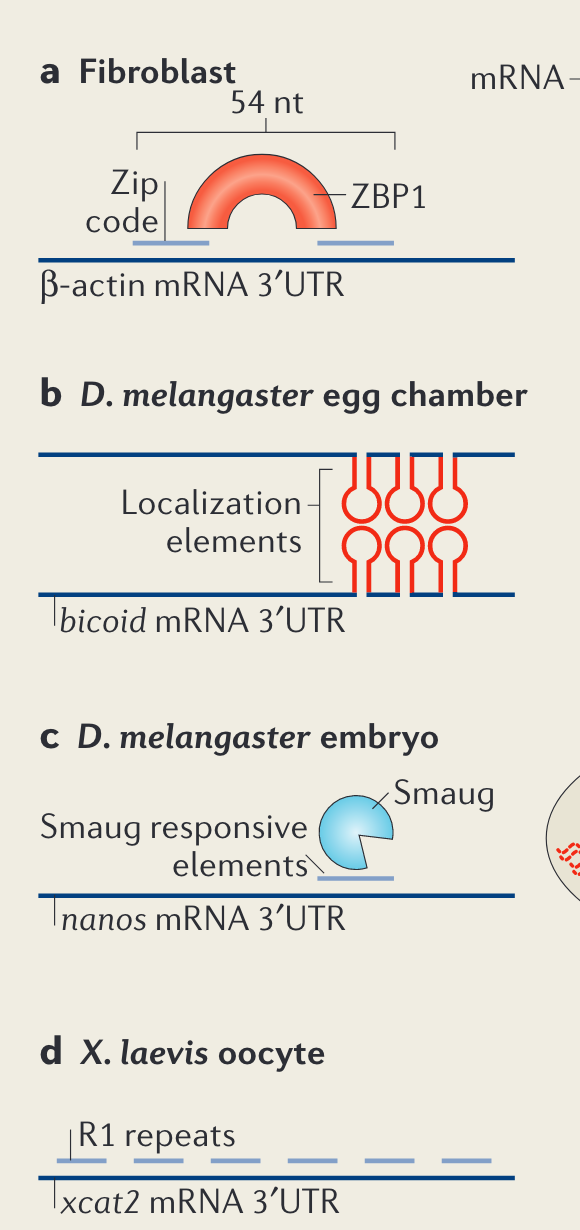 a Fibroblast
mRNA
54 nt
Zip
code
ZBP1
β-actin mRNA 3′UTR
b D. melangaster egg chamber
Localization
elements
bicoid mRNA 3′UTR
c D. melangaster embryo
Smaug
Smaug responsive
elements
nanos mRNA 3′UTR
d X. laevis oocyte
R1 repeats
xcat2 mRNA 3′UTR